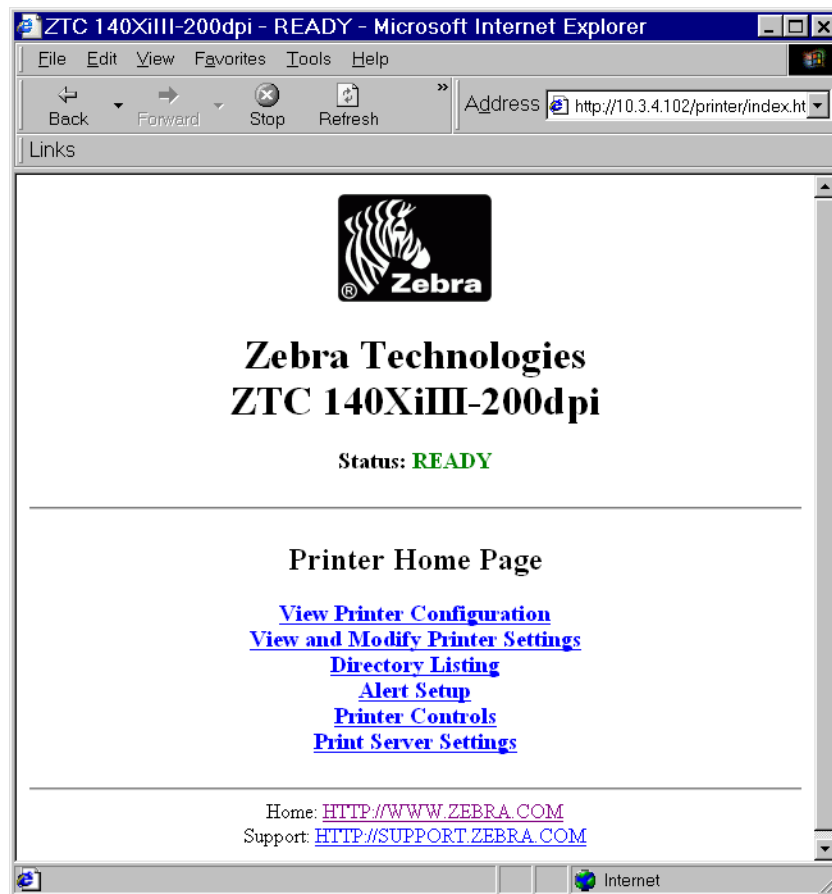 ZTC 140XiIII-200dpi - READY - Microsoft Internet Explorer
File Edit View Favorites Tools Help
Back Forward Stop Refresh » Address http://10.3.4.102/printer/index.ht
Links
® Zebra
Zebra Technologies
ZTC 140XiIII-200dpi
Status: READY
Printer Home Page
View Printer Configuration
View and Modify Printer Settings
Directory Listing
Alert Setup
Printer Controls
Print Server Settings
Home: HTTP://WWW.ZEBRA.COM
Support: HTTP://SUPPORT.ZEBRA.COM
Internet